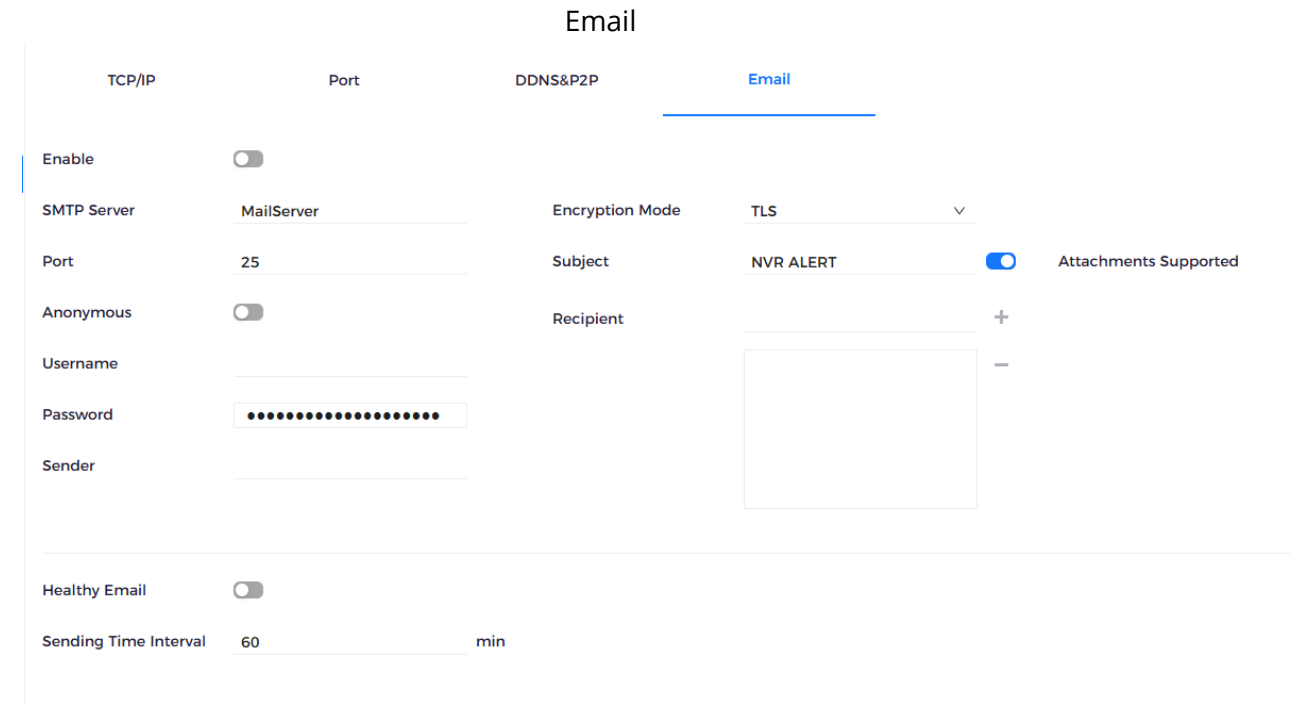 Email
TCP/IP Port DDNS&P2P Email
Enable
SMTP Server MailServer Encryption Mode TLS
Port 25 Subject NVR ALERT Attachments Supported
Anonymous Recipient
Username
Password ••••••••••••••••••••
Sender
Healthy Email
Sending Time Interval 60 min